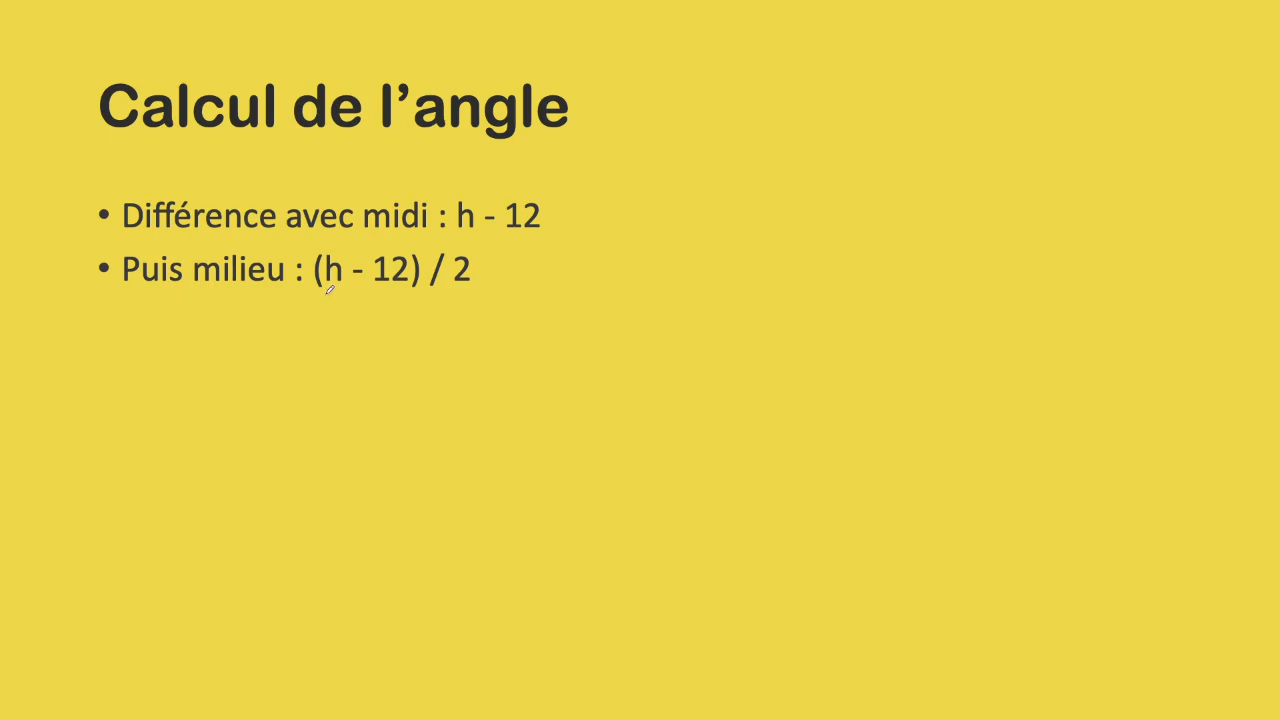 Calcul de l’angle
• Différence avec midi : h - 12
• Puis milieu : (h - 12) / 2